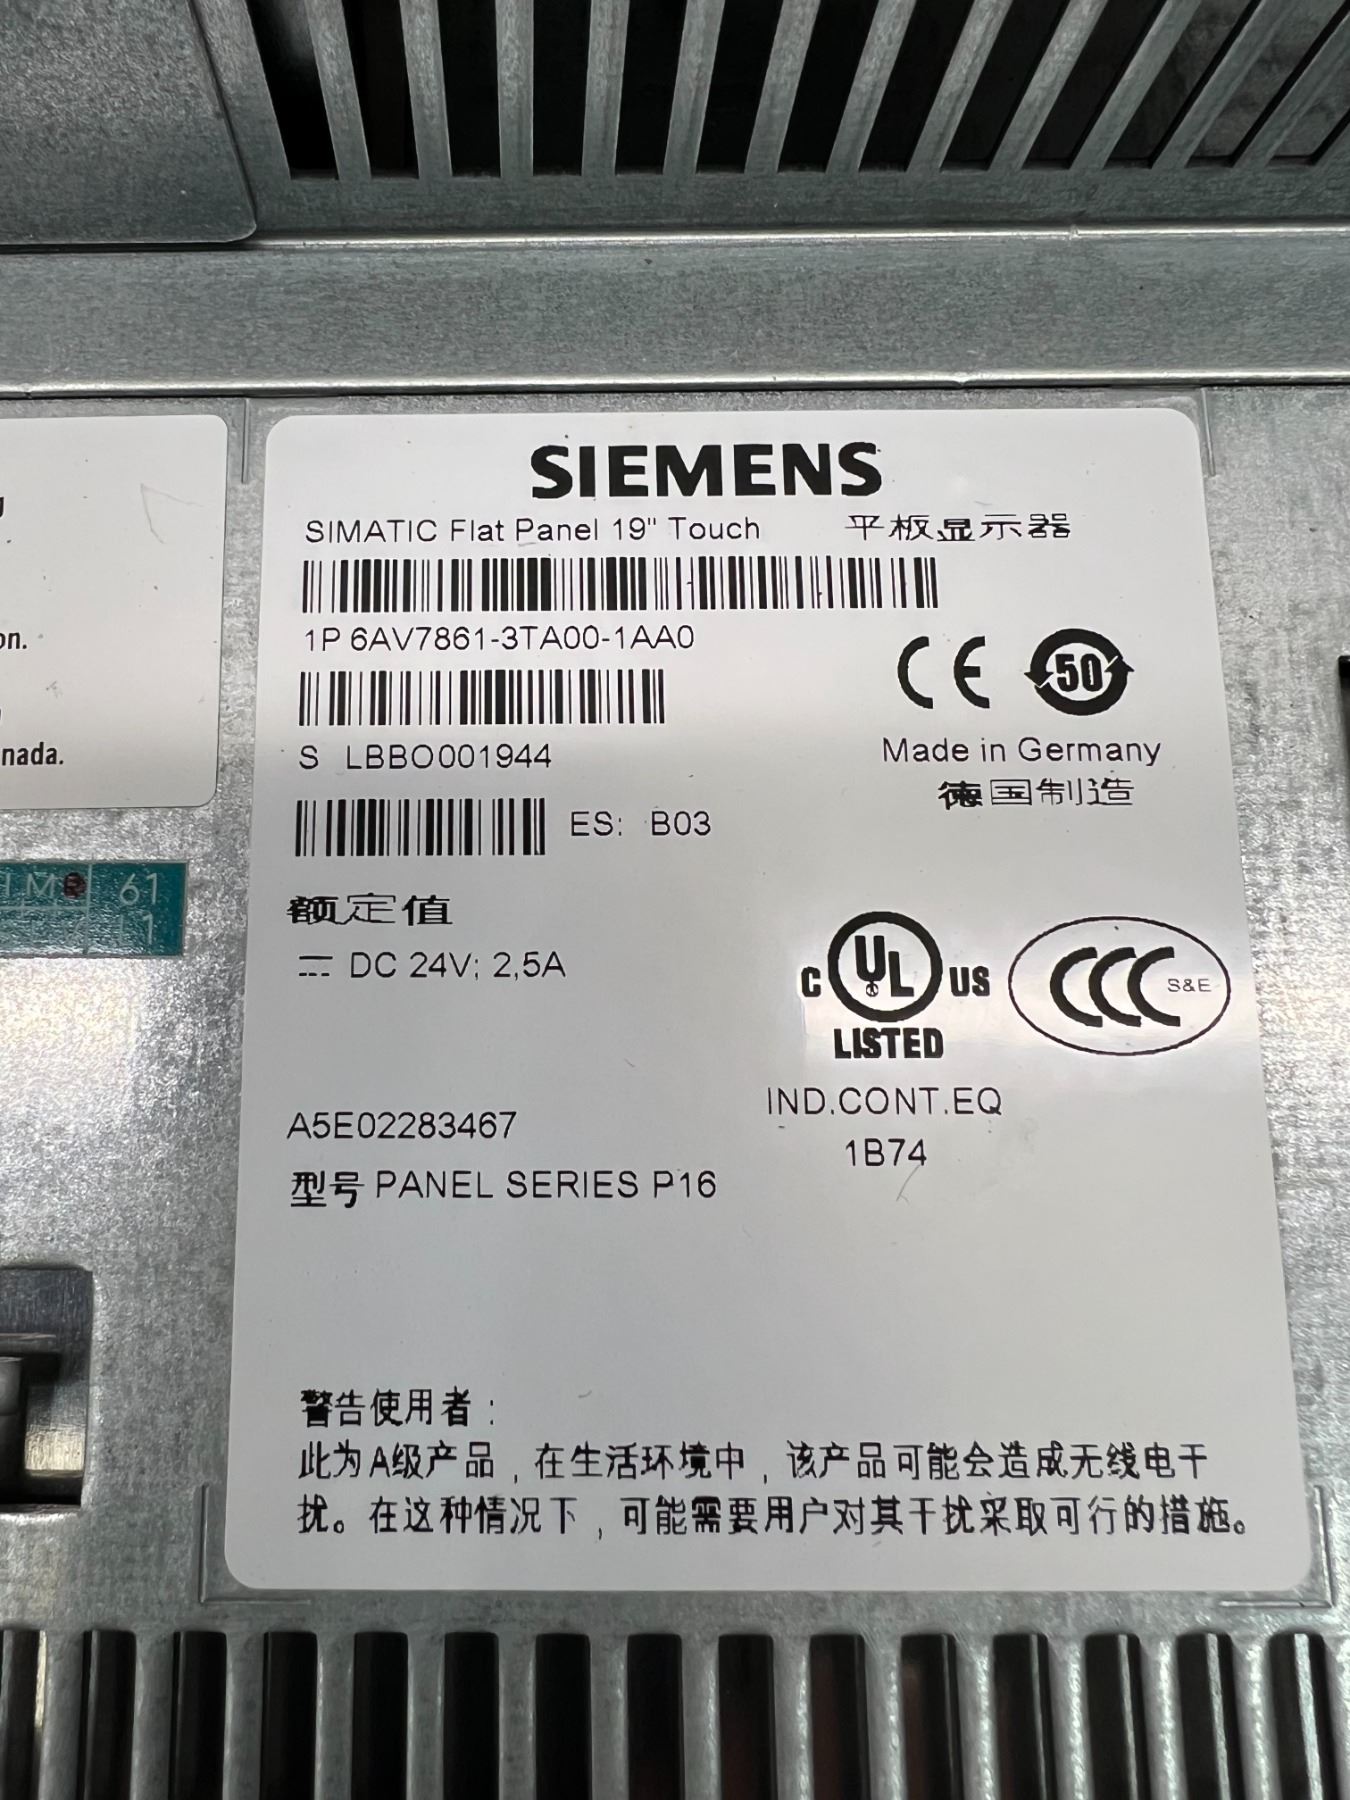 SIEMENS
SIMATIC Flat Panel 19" Touch 平板显示器
1P 6AV7861-3TA00-1AA0
50
S LBBO001944
Made in Germany
德国制造
ES: B03
额定值
DC 24V; 2,5A
C UL US
LISTED
CCC S&E
IND.CONT.EQ
1B74
A5E02283467
型号 PANEL SERIES P16
警告使用者：
此为A级产品，在生活环境中，该产品可能会造成无线电干
扰。在这种情况下，可能需要用户对其干扰采取可行的措施。
on.
nada.
61
11